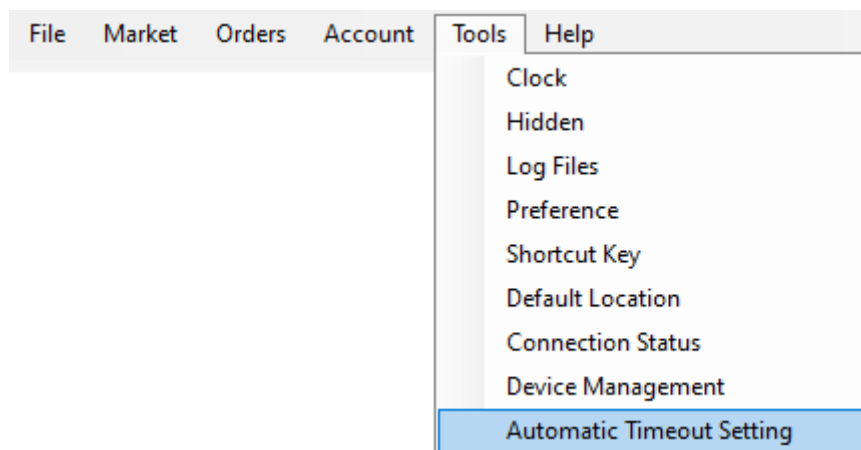 File Market Orders Account Tools Help
Clock
Hidden
Log Files
Preference
Shortcut Key
Default Location
Connection Status
Device Management
Automatic Timeout Setting